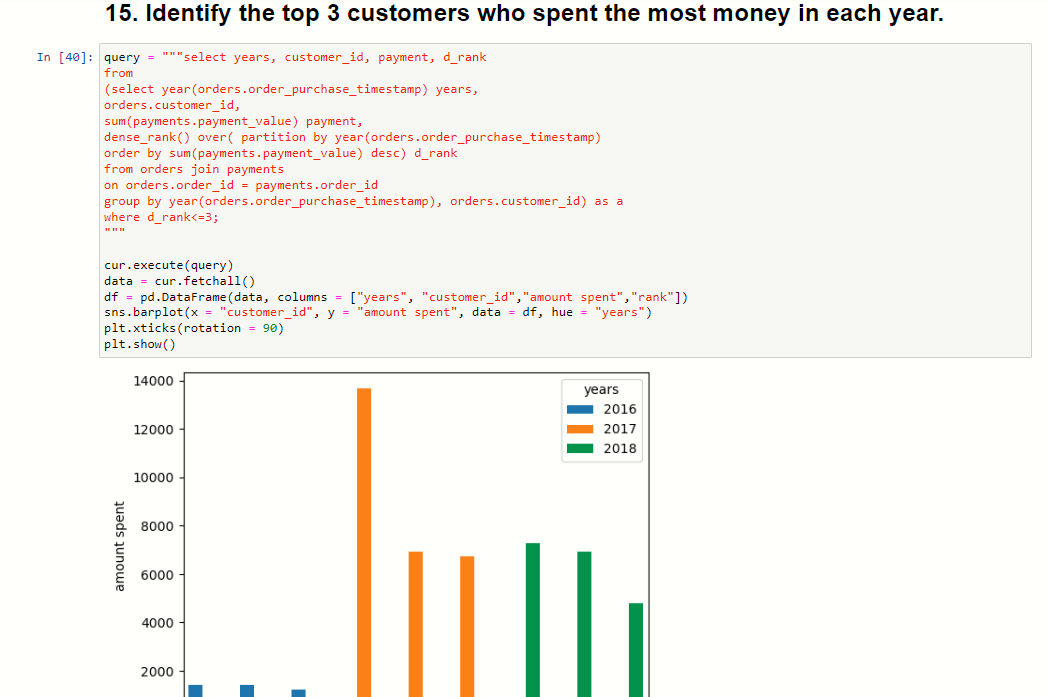 15. Identify the top 3 customers who spent the most money in each year.
In [40]: query = """select years, customer_id, payment, d_rank
from
(select year(orders.order_purchase_timestamp) years,
orders.customer_id,
sum(payments.payment_value) payment,
dense_rank() over( partition by year(orders.order_purchase_timestamp)
order by sum(payments.payment_value) desc) d_rank
from orders join payments
on orders.order_id = payments.order_id
group by year(orders.order_purchase_timestamp), orders.customer_id) as a
where d_rank<=3;
"""
cur.execute(query)
data = cur.fetchall()
df = pd.DataFrame(data, columns = ["years", "customer_id","amount spent","rank"])
sns.barplot(x = "customer_id", y = "amount spent", data = df, hue = "years")
plt.xticks(rotation = 90)
plt.show()
14000
12000
10000
8000
6000
4000
2000
amount spent
years
2016
2017
2018